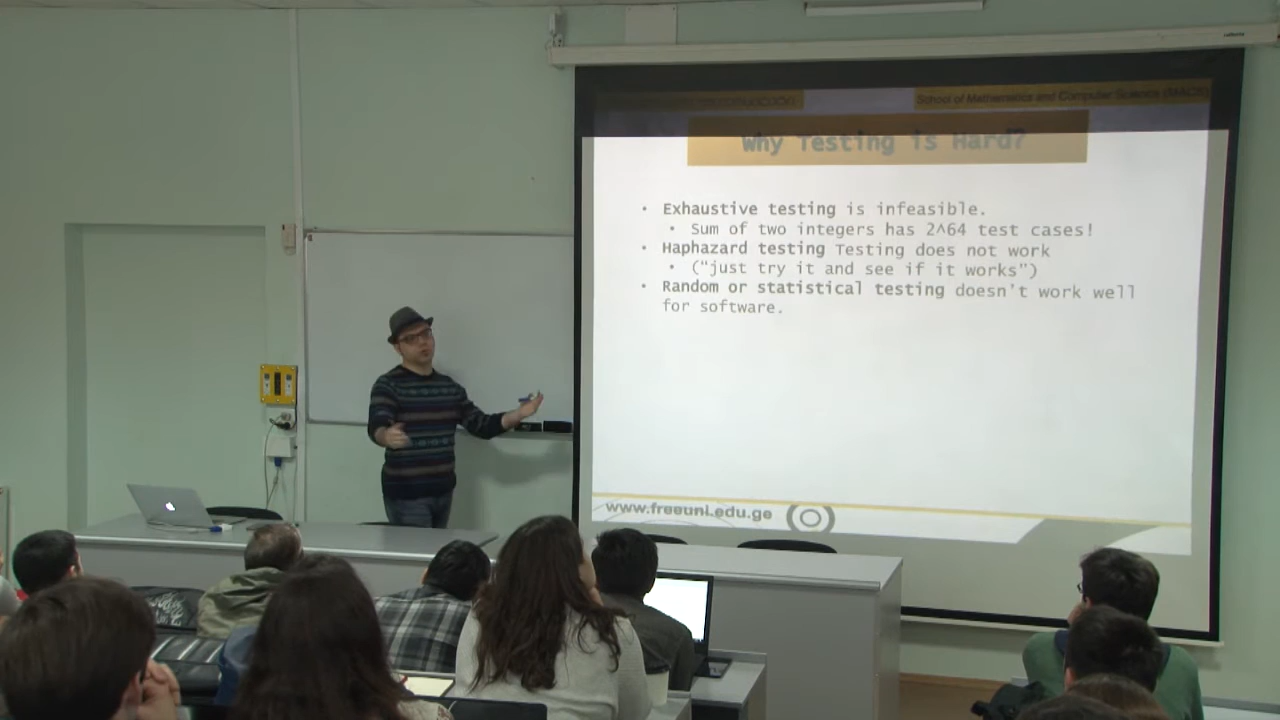 School of Mathematics and Computer Science (MACS)
Why Testing is Hard?
• Exhaustive testing is infeasible.
• Sum of two integers has 2^64 test cases!
• Haphazard testing Testing does not work
• (“just try it and see if it works”)
• Random or statistical testing doesn’t work well
for software.
www.freeuni.edu.ge